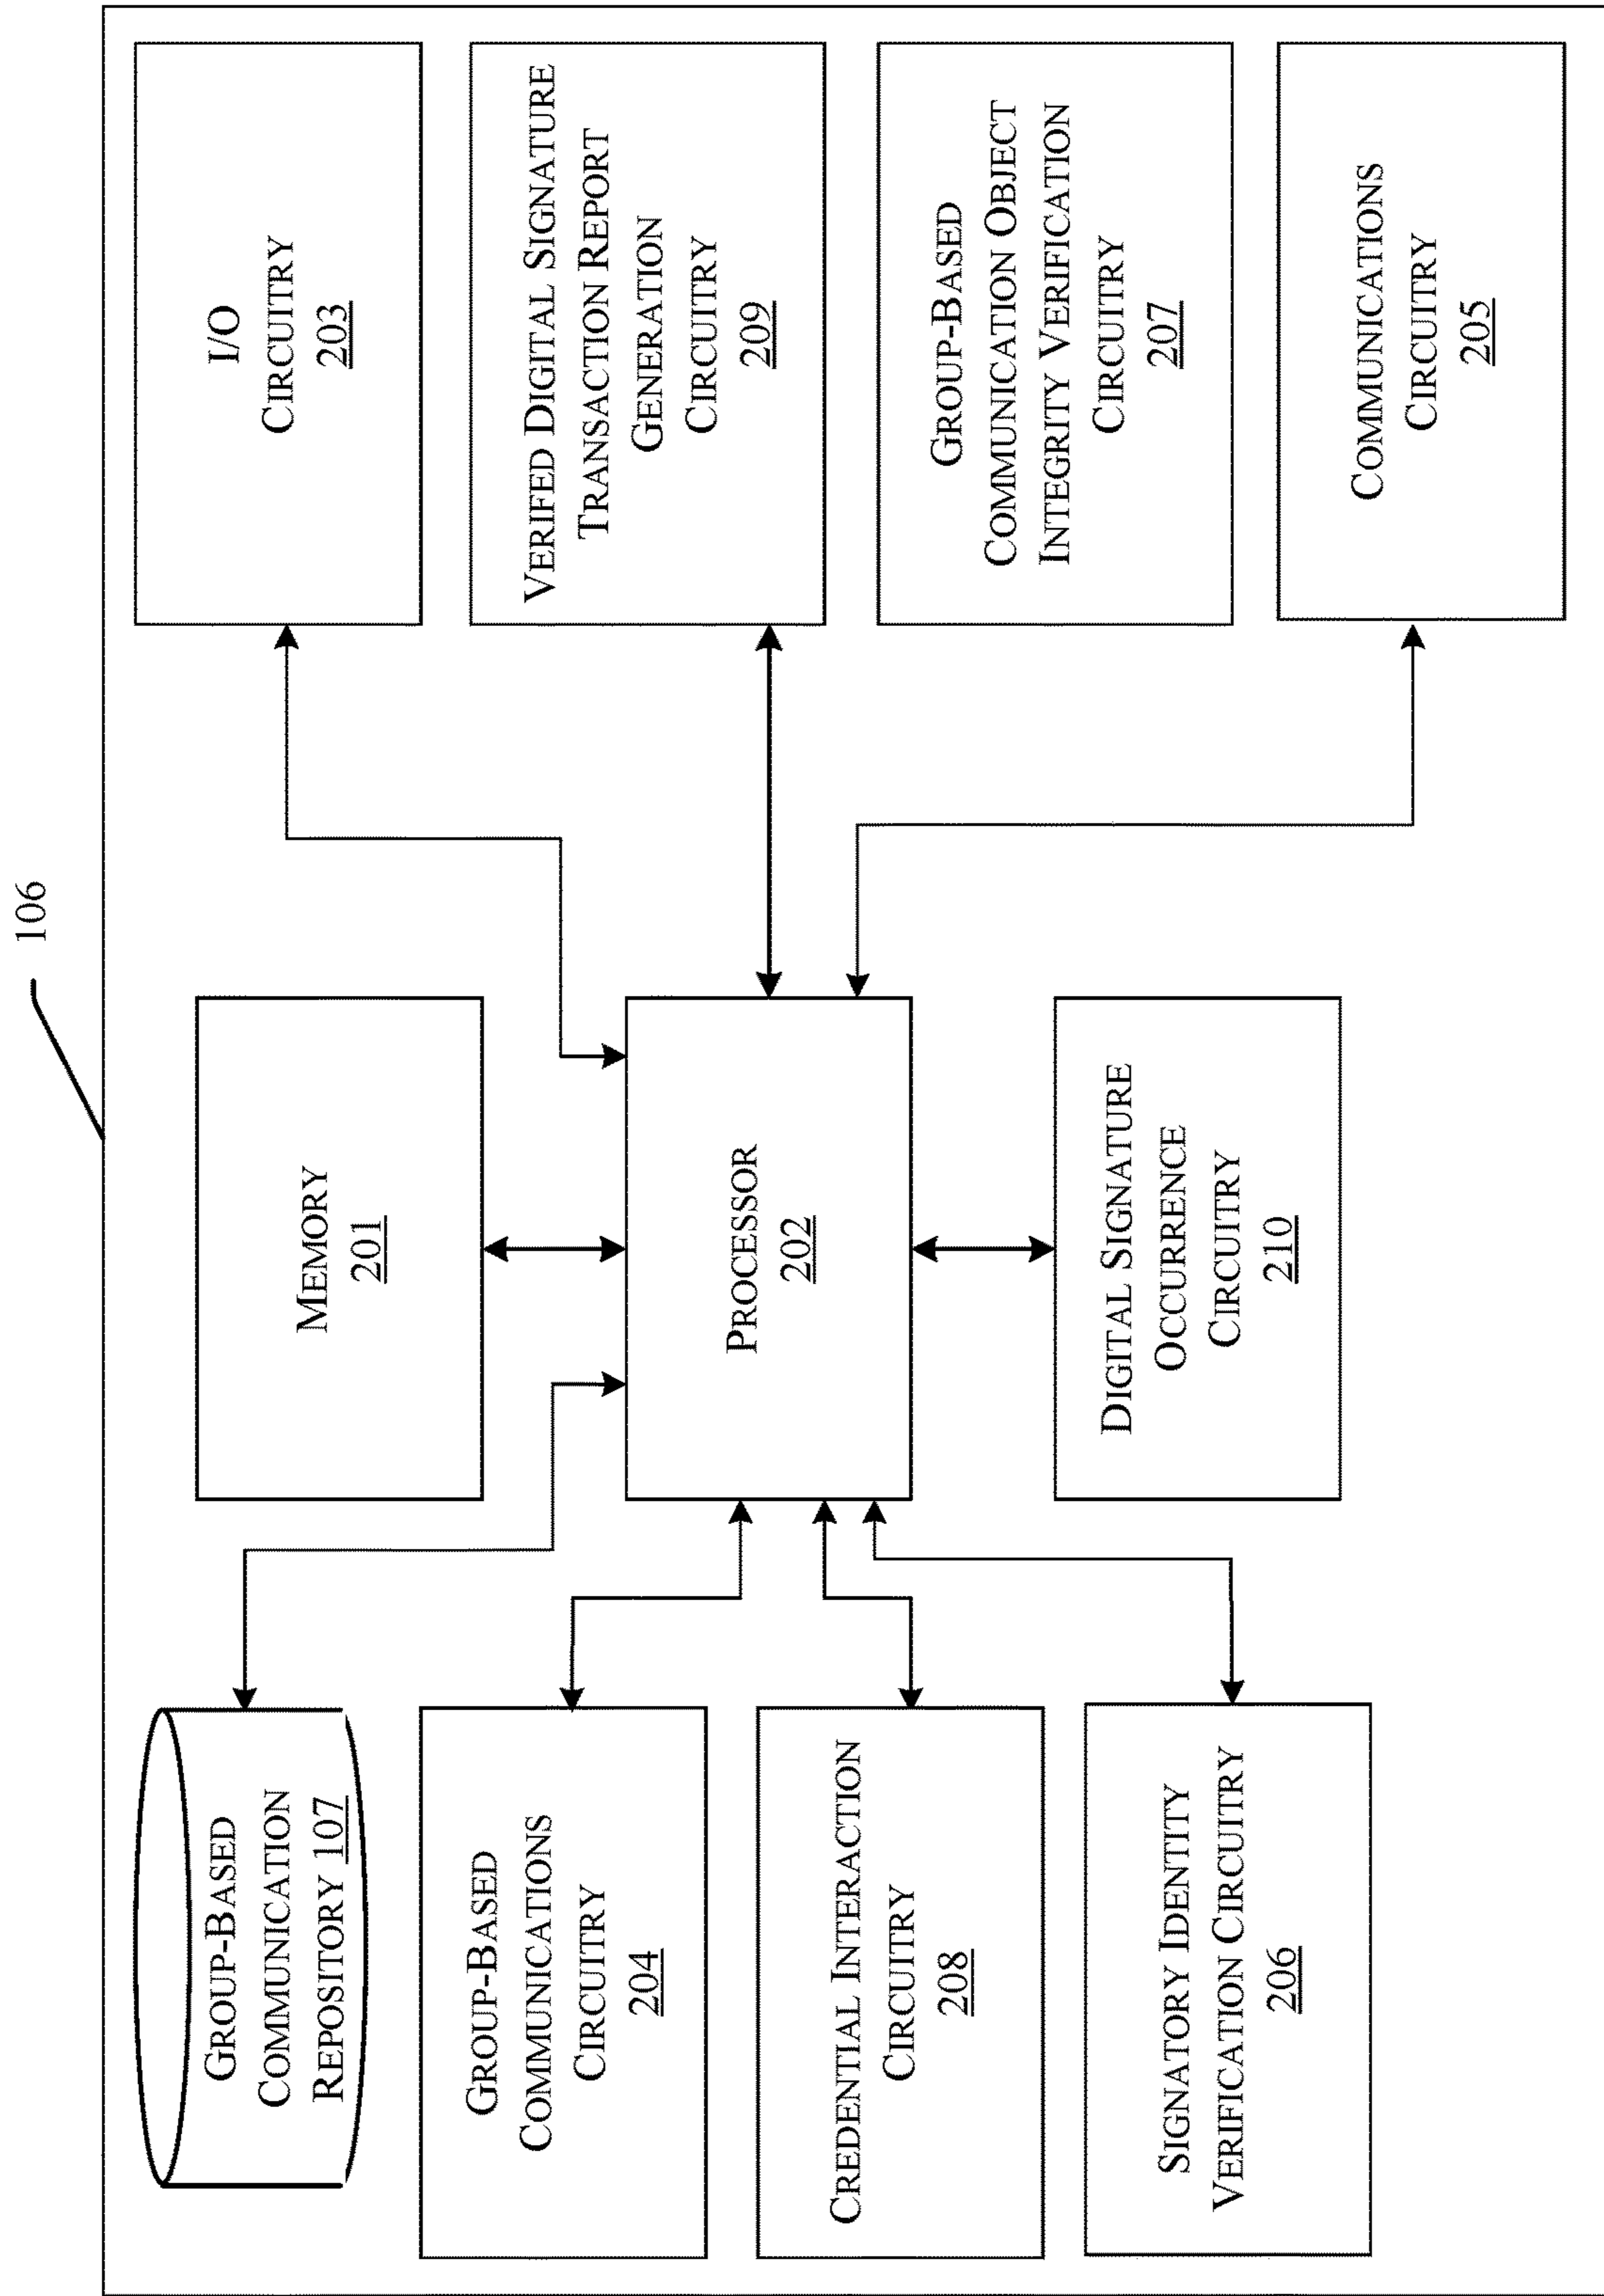 106
GROUP-BASED
COMMUNICATION
REPOSITORY 107
MEMORY
201
I/O
CIRCUITRY
203
GROUP-BASED
COMMUNICATIONS
CIRCUITRY
204
VERIFED DIGITAL SIGNATURE
TRANSACTION REPORT
GENERATION
CIRCUITRY
209
PROCESSOR
202
CREDENTIAL INTERACTION
CIRCUITRY
208
GROUP-BASED
COMMUNICATION OBJECT
INTEGRITY VERIFICATION
CIRCUITRY
207
SIGNATORY IDENTITY
VERIFICATION CIRCUITRY
206
DIGITAL SIGNATURE
OCCURRENCE
CIRCUITRY
210
COMMUNICATIONS
CIRCUITRY
205